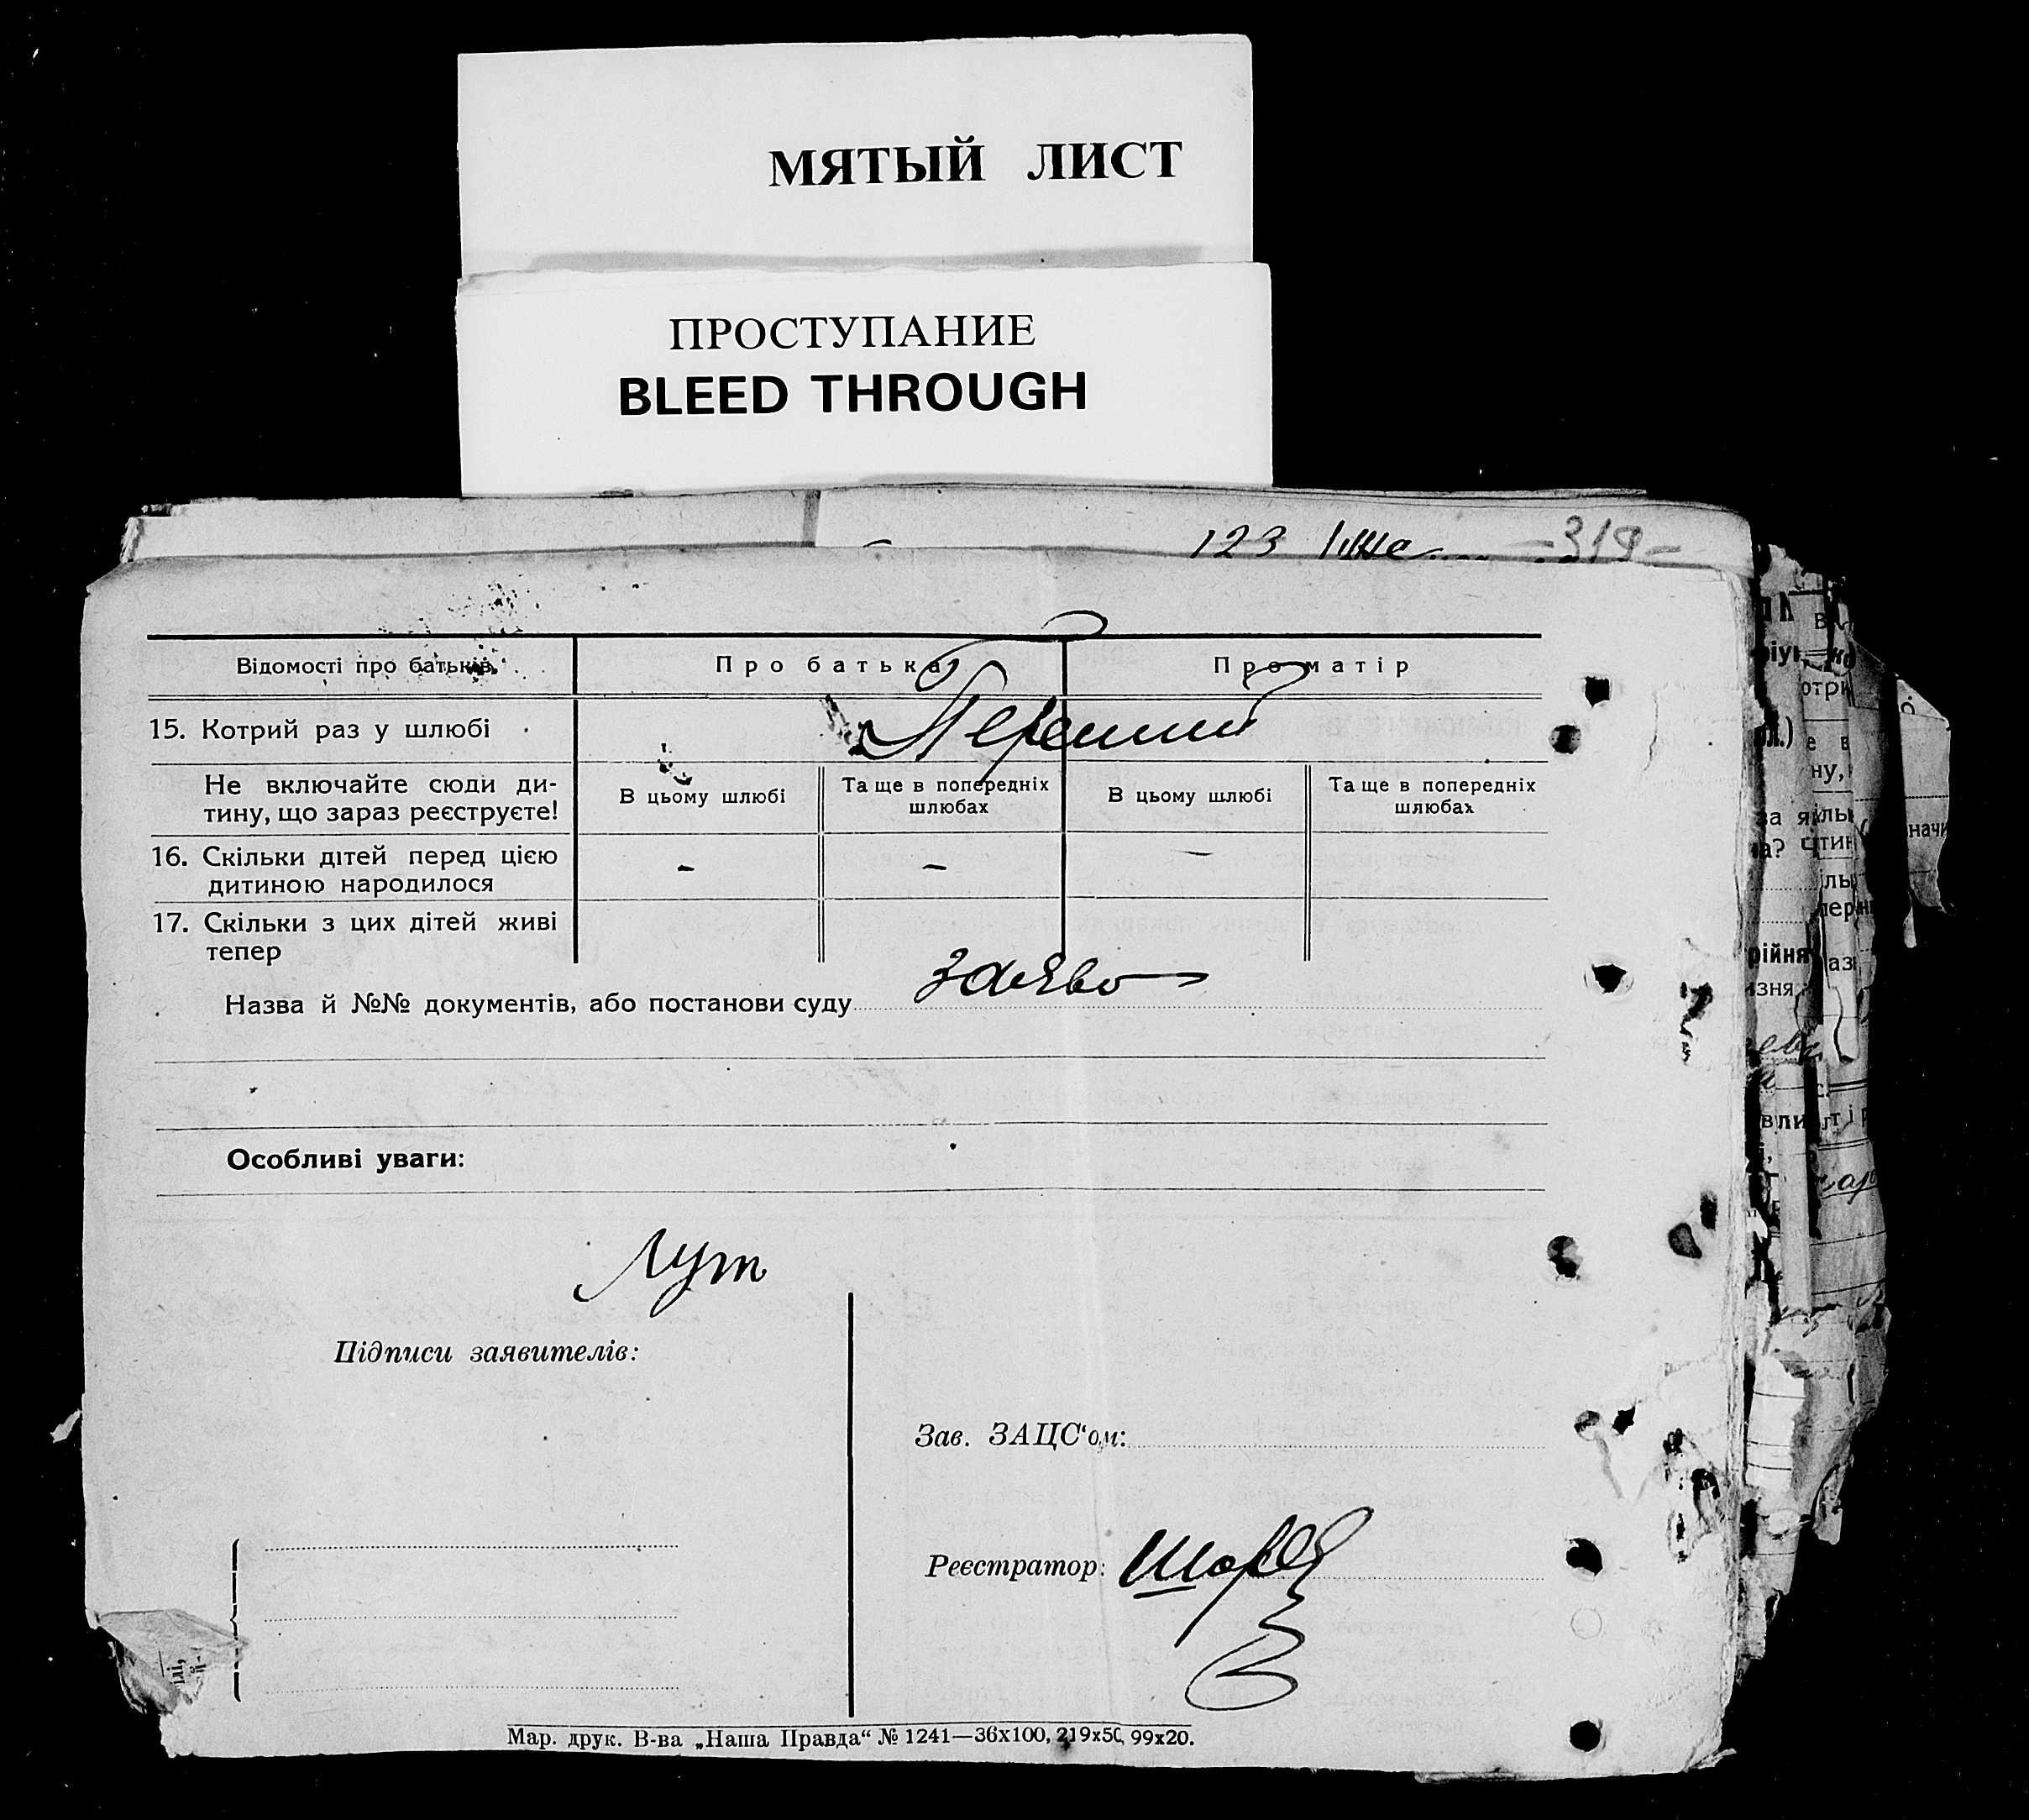 МЯТЫЙ ЛИСТ
ПРОСТУПАНИЕ
BLEED THROUGH
123 -319-
Відомості про батьків Про батька Про матір
15. Котрий раз у шлюбі Перший
Не включайте сюди ди-
тину, що зараз реєструєте!
В цьому шлюбі
Та ще в попередніх
шлюбах
В цьому шлюбі
Та ще в попередніх
шлюбах
16. Скільки дітей перед цією
дитиною народилося
- - -
17. Скільки з цих дітей живі
тепер
Назва й №№ документів, або постанови суду
Особливі уваги:
Лут
Підписи заявителів:
Зав. ЗАЦС‘ом:
Реєстратор:
Мар. друк. В-ва „Наша Правда“ № 1241—36х100, 219х50, 99х20.